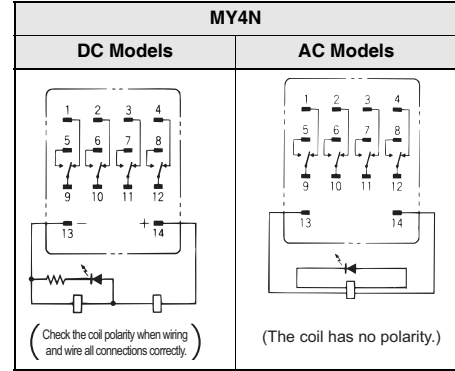 MY4N
DC Models
AC Models
1 2 3 4
5 6 7 8
9 10 11 12
− +
13 14
(Check the coil polarity when wiring
and wire all connections correctly.)
1 2 3 4
5 6 7 8
9 10 11 12
13 14
(The coil has no polarity.)